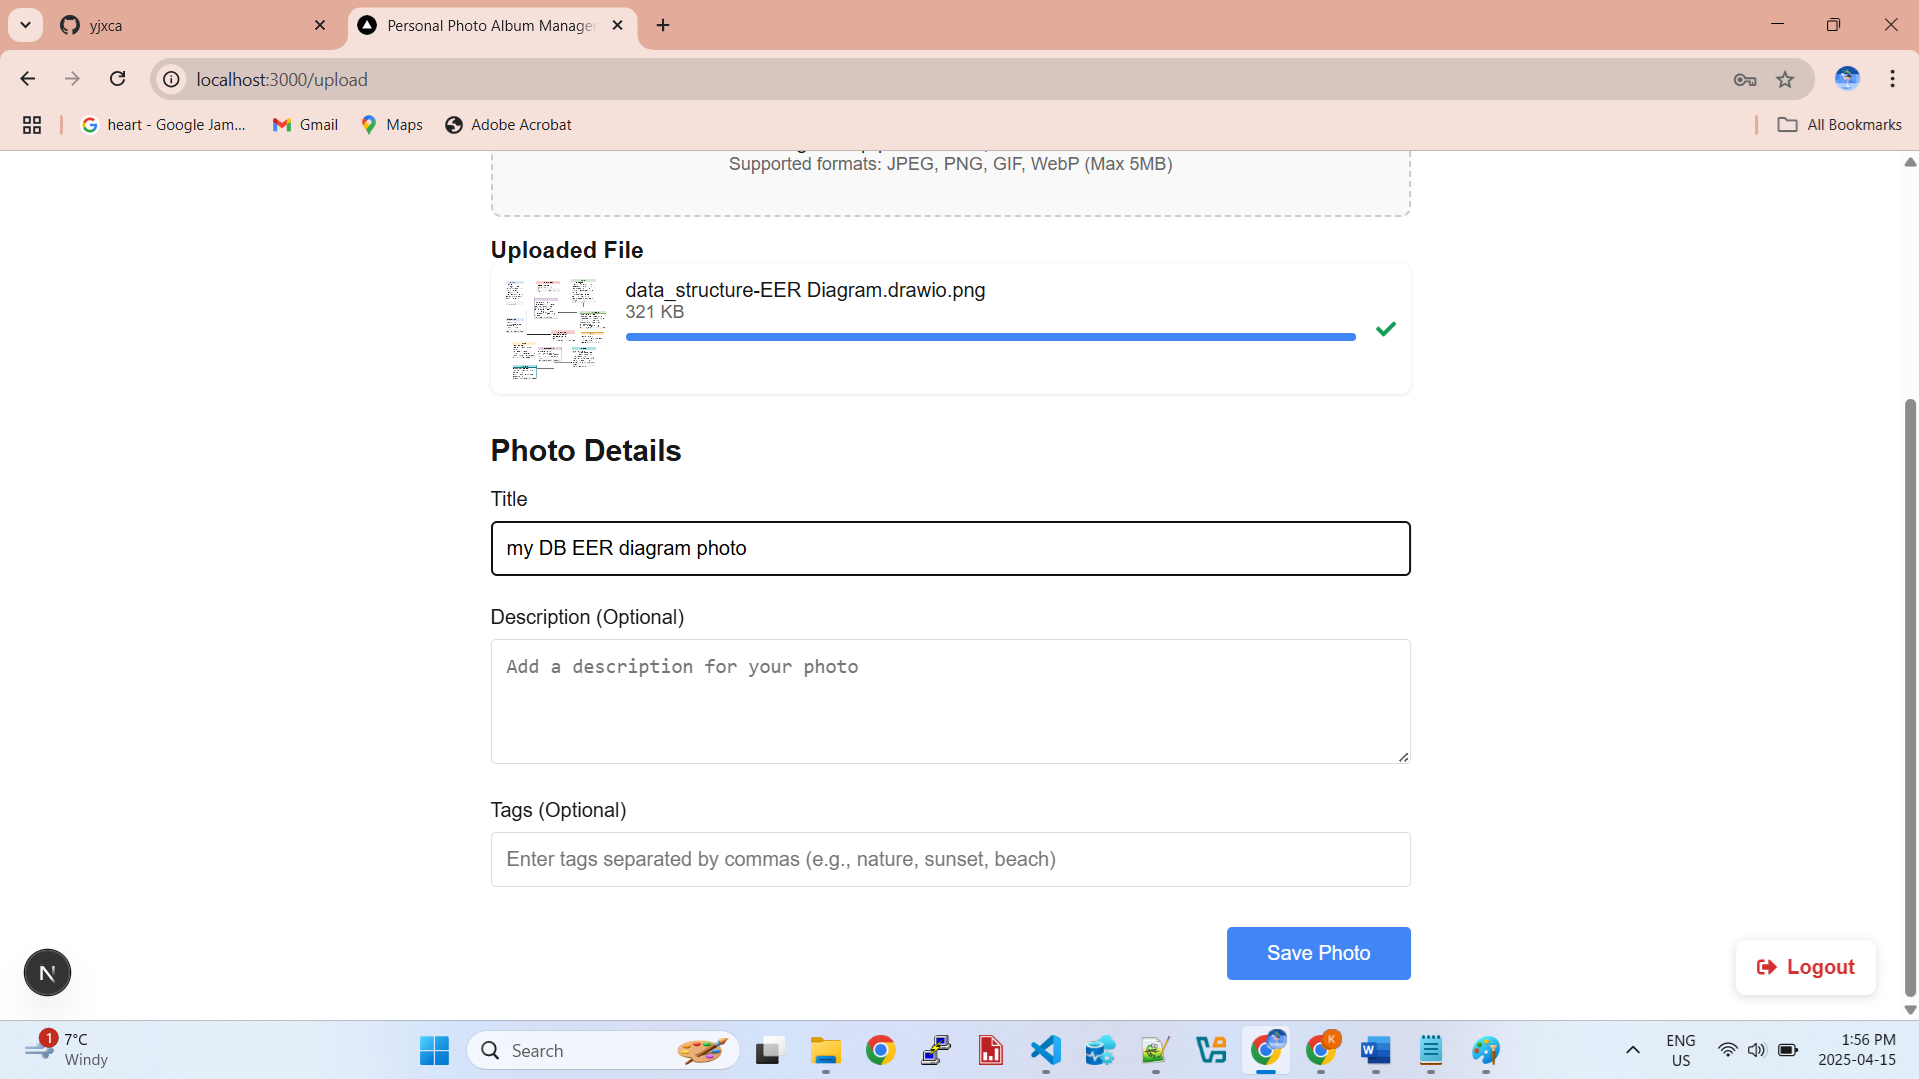 yjxca
Personal Photo Album Manage
localhost:3000/upload
heart - Google Jam...
Gmail
Maps
Adobe Acrobat
All Bookmarks
Supported formats: JPEG, PNG, GIF, WebP (Max 5MB)
Uploaded File
data_structure-EER Diagram.drawio.png
321 KB
Photo Details
Title
my DB EER diagram photo
Description (Optional)
Add a description for your photo
Tags (Optional)
Enter tags separated by commas (e.g., nature, sunset, beach)
Save Photo
N
Logout
1
7°C
Windy
Search
K
W
ENG
US
1:56 PM
2025-04-15